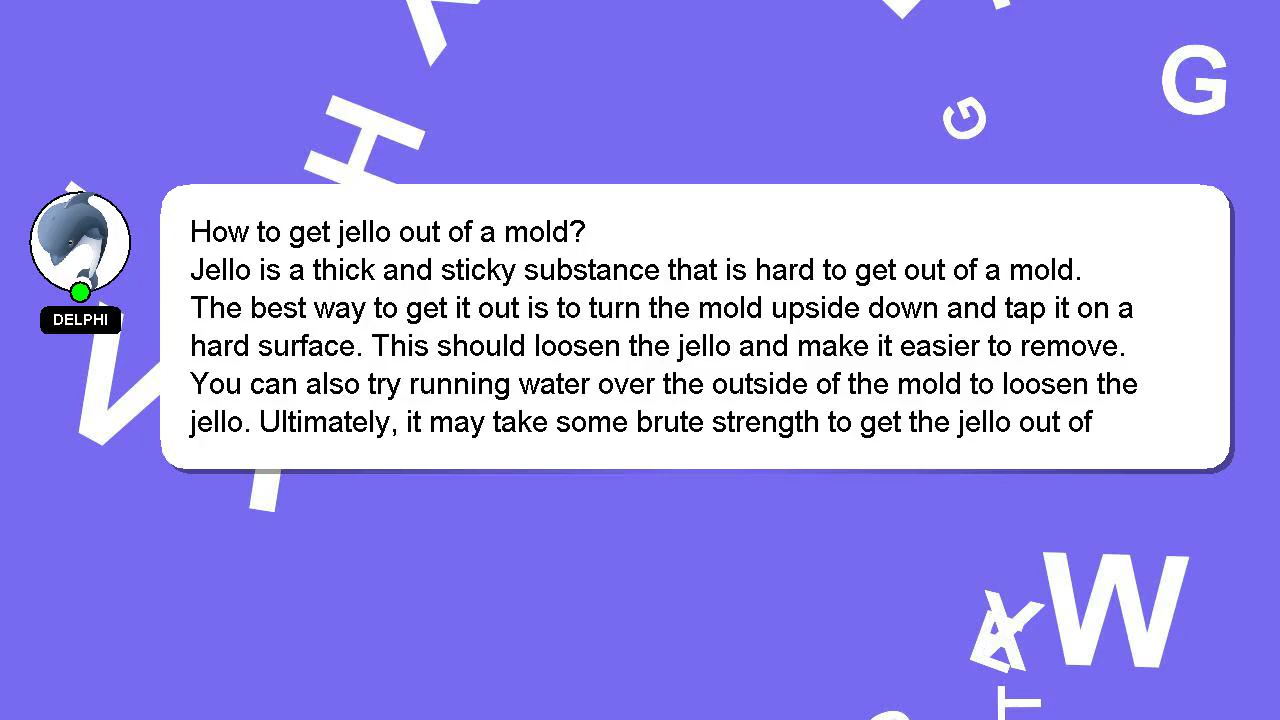 G
G
H
How to get jello out of a mold?
Jello is a thick and sticky substance that is hard to get out of a mold.
The best way to get it out is to turn the mold upside down and tap it on a
hard surface. This should loosen the jello and make it easier to remove.
You can also try running water over the outside of the mold to loosen the
jello. Ultimately, it may take some brute strength to get the jello out of
DELPHI
W
T